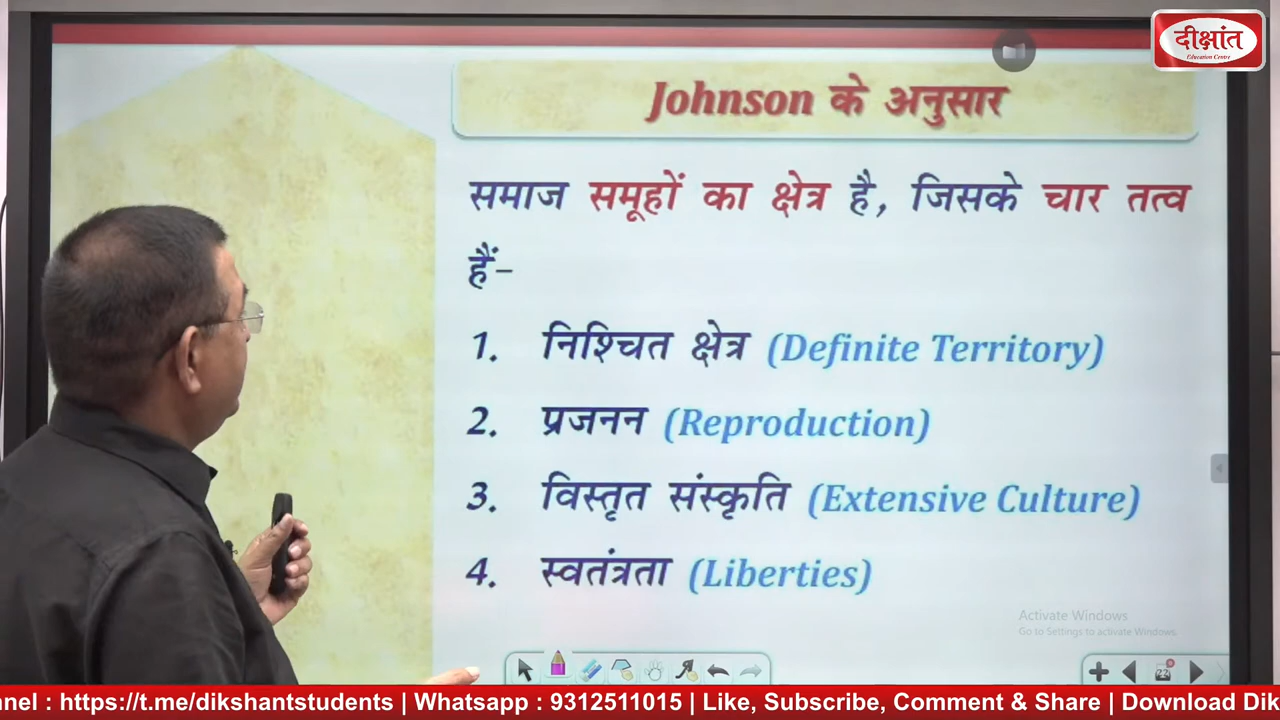 दीक्षांत
Education Centre
Johnson के अनुसार
समाज समूहों का क्षेत्र है, जिसके चार तत्व
हैं-
1. निश्चित क्षेत्र (Definite Territory)
2. प्रजनन (Reproduction)
3. विस्तृत संस्कृति (Extensive Culture)
4. स्वतंत्रता (Liberties)
Activate Windows
Go to Settings to activate Windows.
22
nnel : https://t.me/dikshantstudents | Whatsapp : 9312511015 | Like, Subscribe, Comment & Share | Download Dik